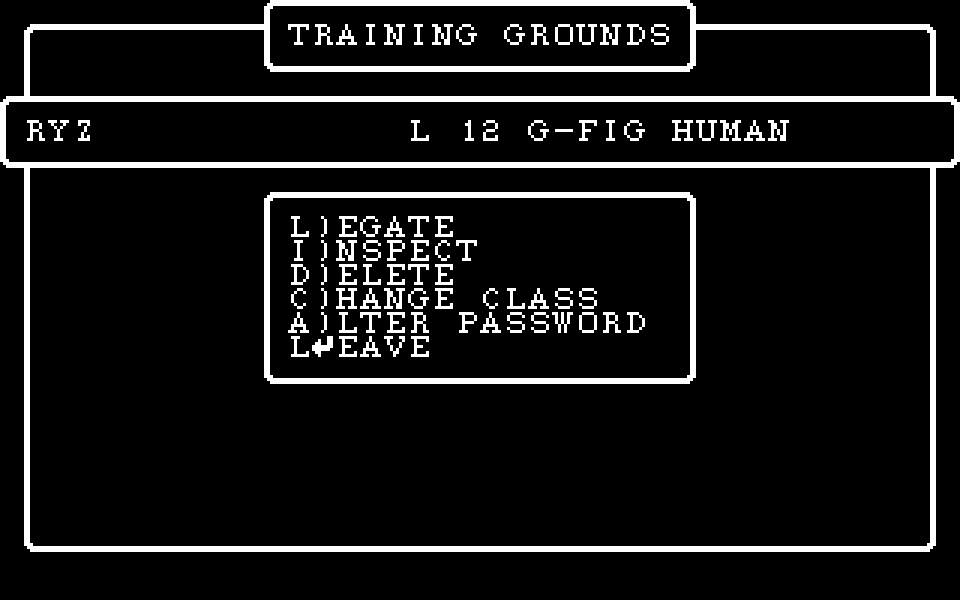 TRAINING GROUNDS
RYZ L 12 G-FIG HUMAN
L)EGATE
I)NSPECT
D)ELETE
C)HANGE CLASS
A)LTER PASSWORD
L↵EAVE